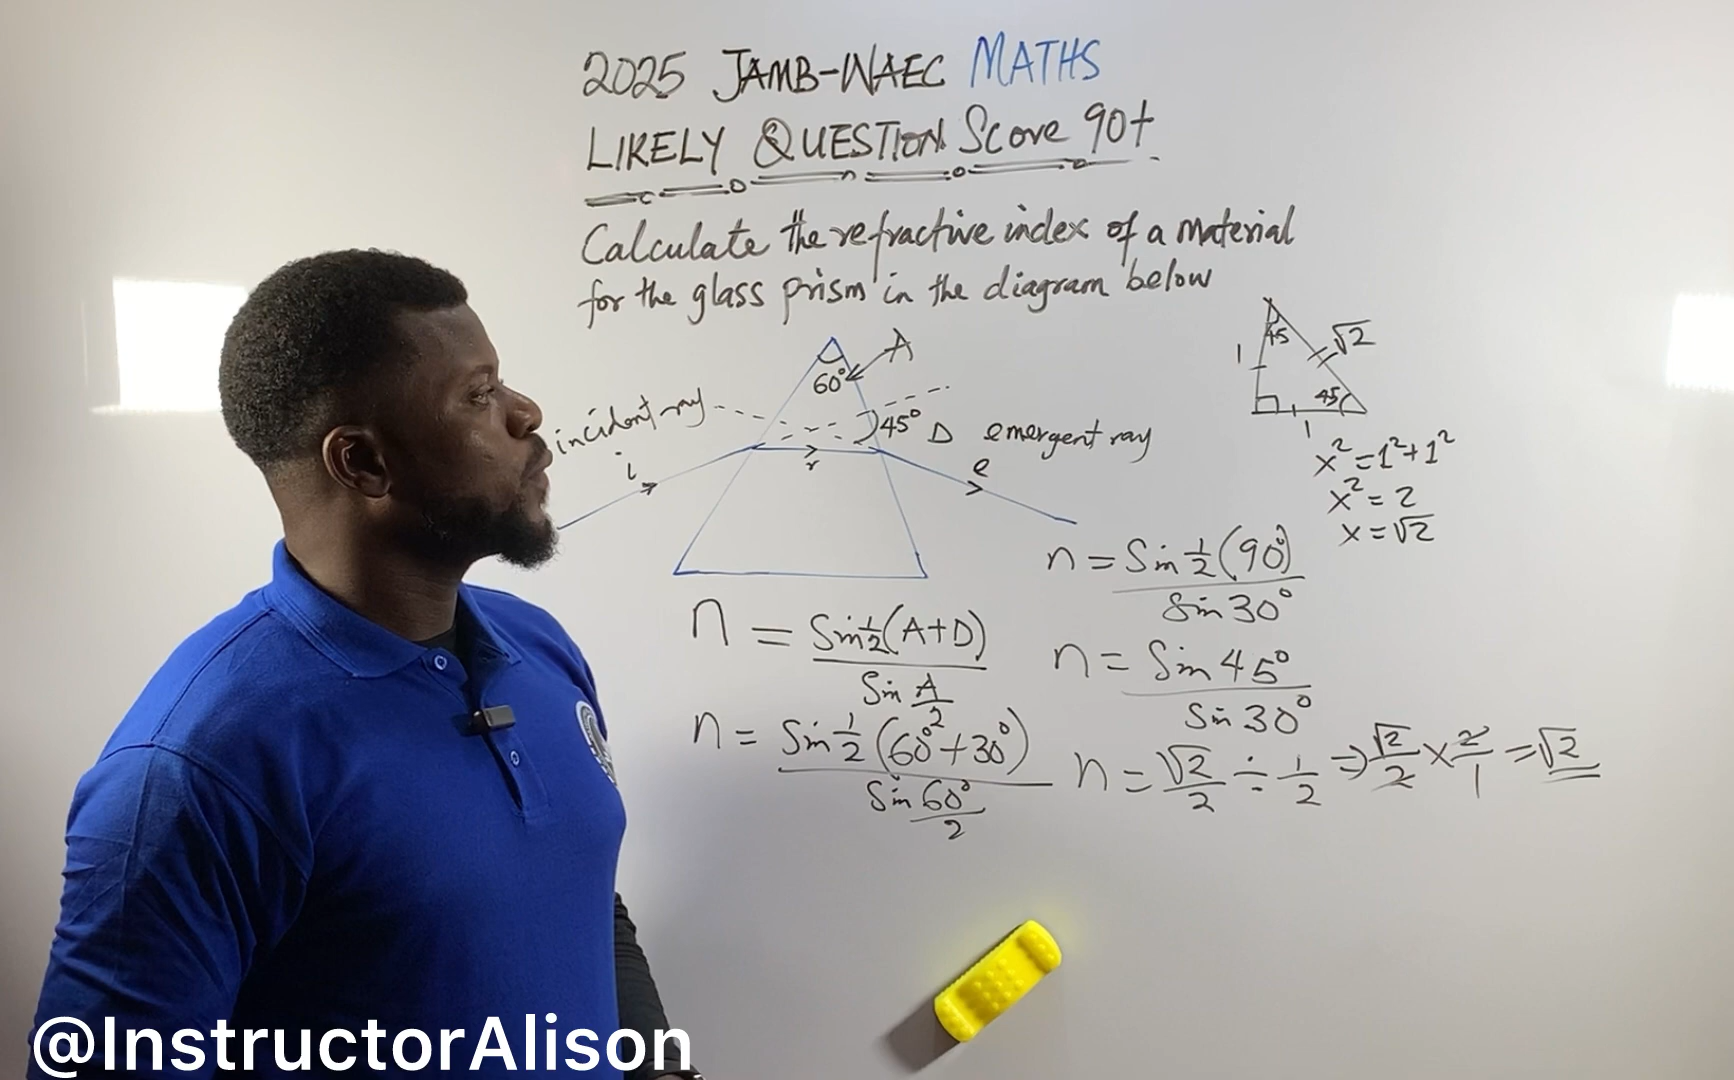 2025 JAMB-WAEC MATHS
LIKELY QUESTION Score 90+
Calculate the refractive index of a material
for the glass prism in the diagram below
A
60°
incident ray
45° D
emergent ray
i
r
e
45
1
√2
45
1
x² = 1² + 1²
x² = 2
x = √2
n = Sin ½ (A+D)
Sin A/2
n = Sin ½ (60° + 30°)
Sin 60°/2
n = Sin ½ (90°)
Sin 30°
n = Sin 45°
Sin 30°
n = √2/2 ÷ 1/2 ⇒ √2/2 × 2/1 = √2
@InstructorAlison